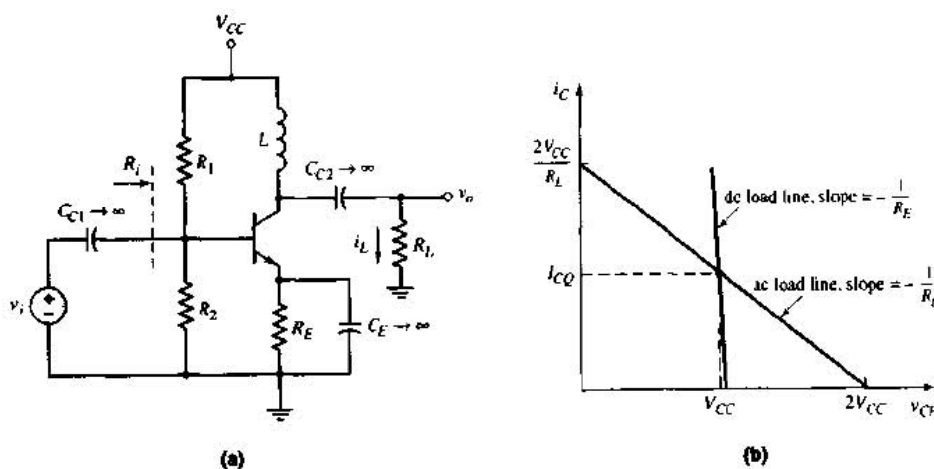 V_CC
L
R_i
R_1
C_C2 → ∞
v_o
C_C1 → ∞
i_L
R_L
v_i
+
−
R_2
R_E
C_E → ∞
(a)
i_C
2V_CC
R_L
dc load line, slope = − 1
R_E
I_CQ
ac load line, slope = − 1
R_L
V_CC
2V_CC
v_CE
(b)